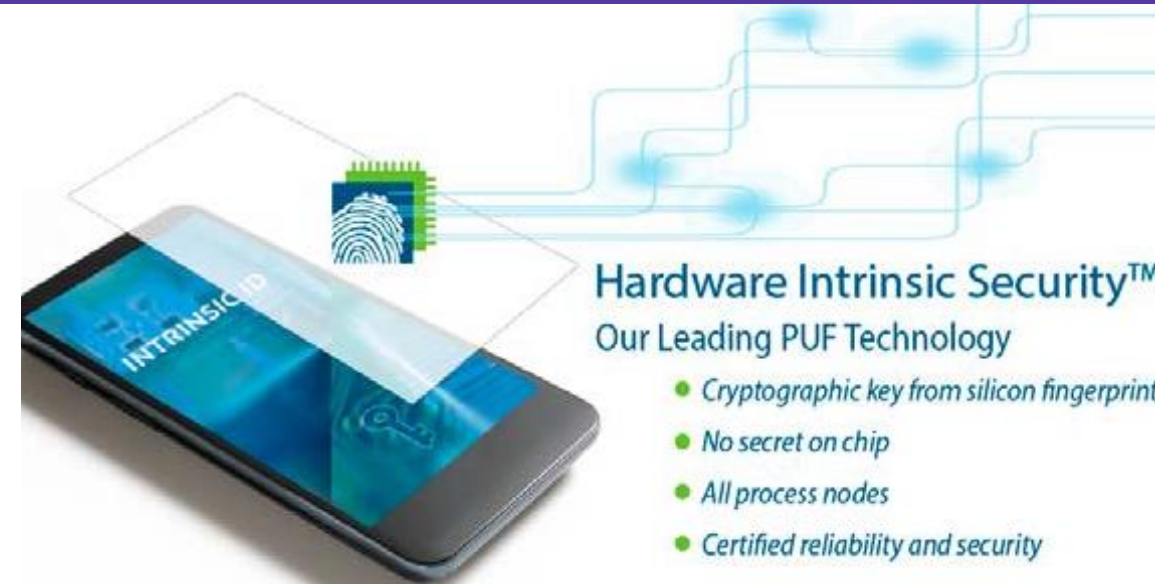 INTRINSIC ID
Hardware Intrinsic Security™
Our Leading PUF Technology
Cryptographic key from silicon fingerprint
No secret on chip
All process nodes
Certified reliability and security